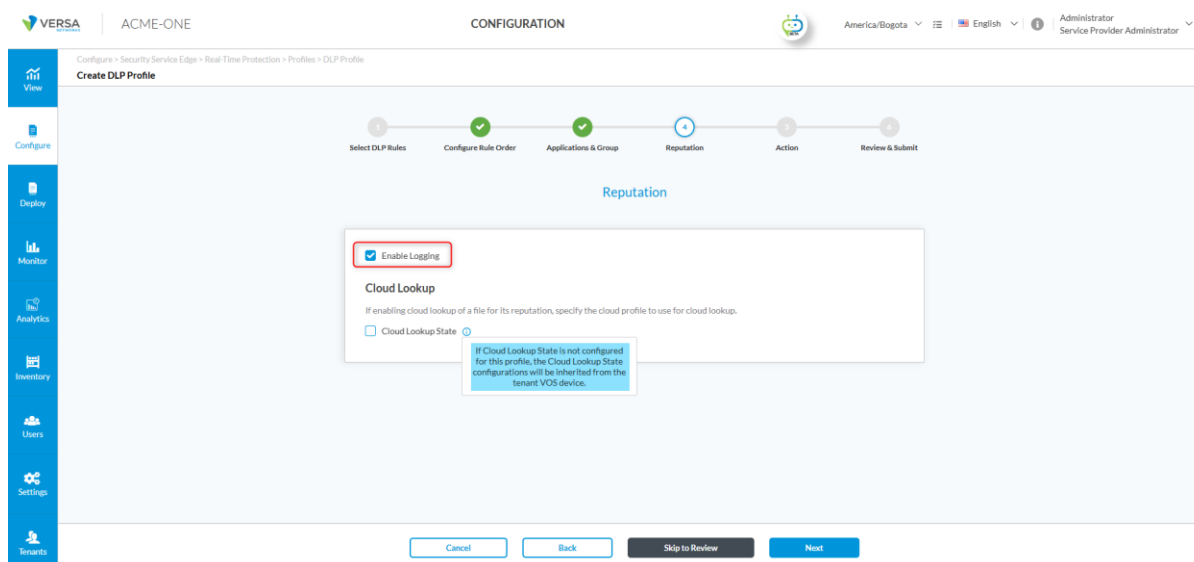 VERSA
NETWORKS
ACME-ONE
CONFIGURATION
BETA
America/Bogota
English
Administrator
Service Provider Administrator
Configure > Security Service Edge > Real-Time Protection > Profiles > DLP Profile
Create DLP Profile
View
Configure
Deploy
Monitor
Analytics
Inventory
Users
Settings
Tenants
1
4
5
6
Select DLP Rules
Configure Rule Order
Applications & Group
Reputation
Action
Review & Submit
Reputation
Enable Logging
Cloud Lookup
If enabling cloud lookup of a file for its reputation, specify the cloud profile to use for cloud lookup.
Cloud Lookup State
If Cloud Lookup State is not configured
for this profile, the Cloud Lookup State
configurations will be inherited from the
tenant VOS device.
Cancel
Back
Skip to Review
Next